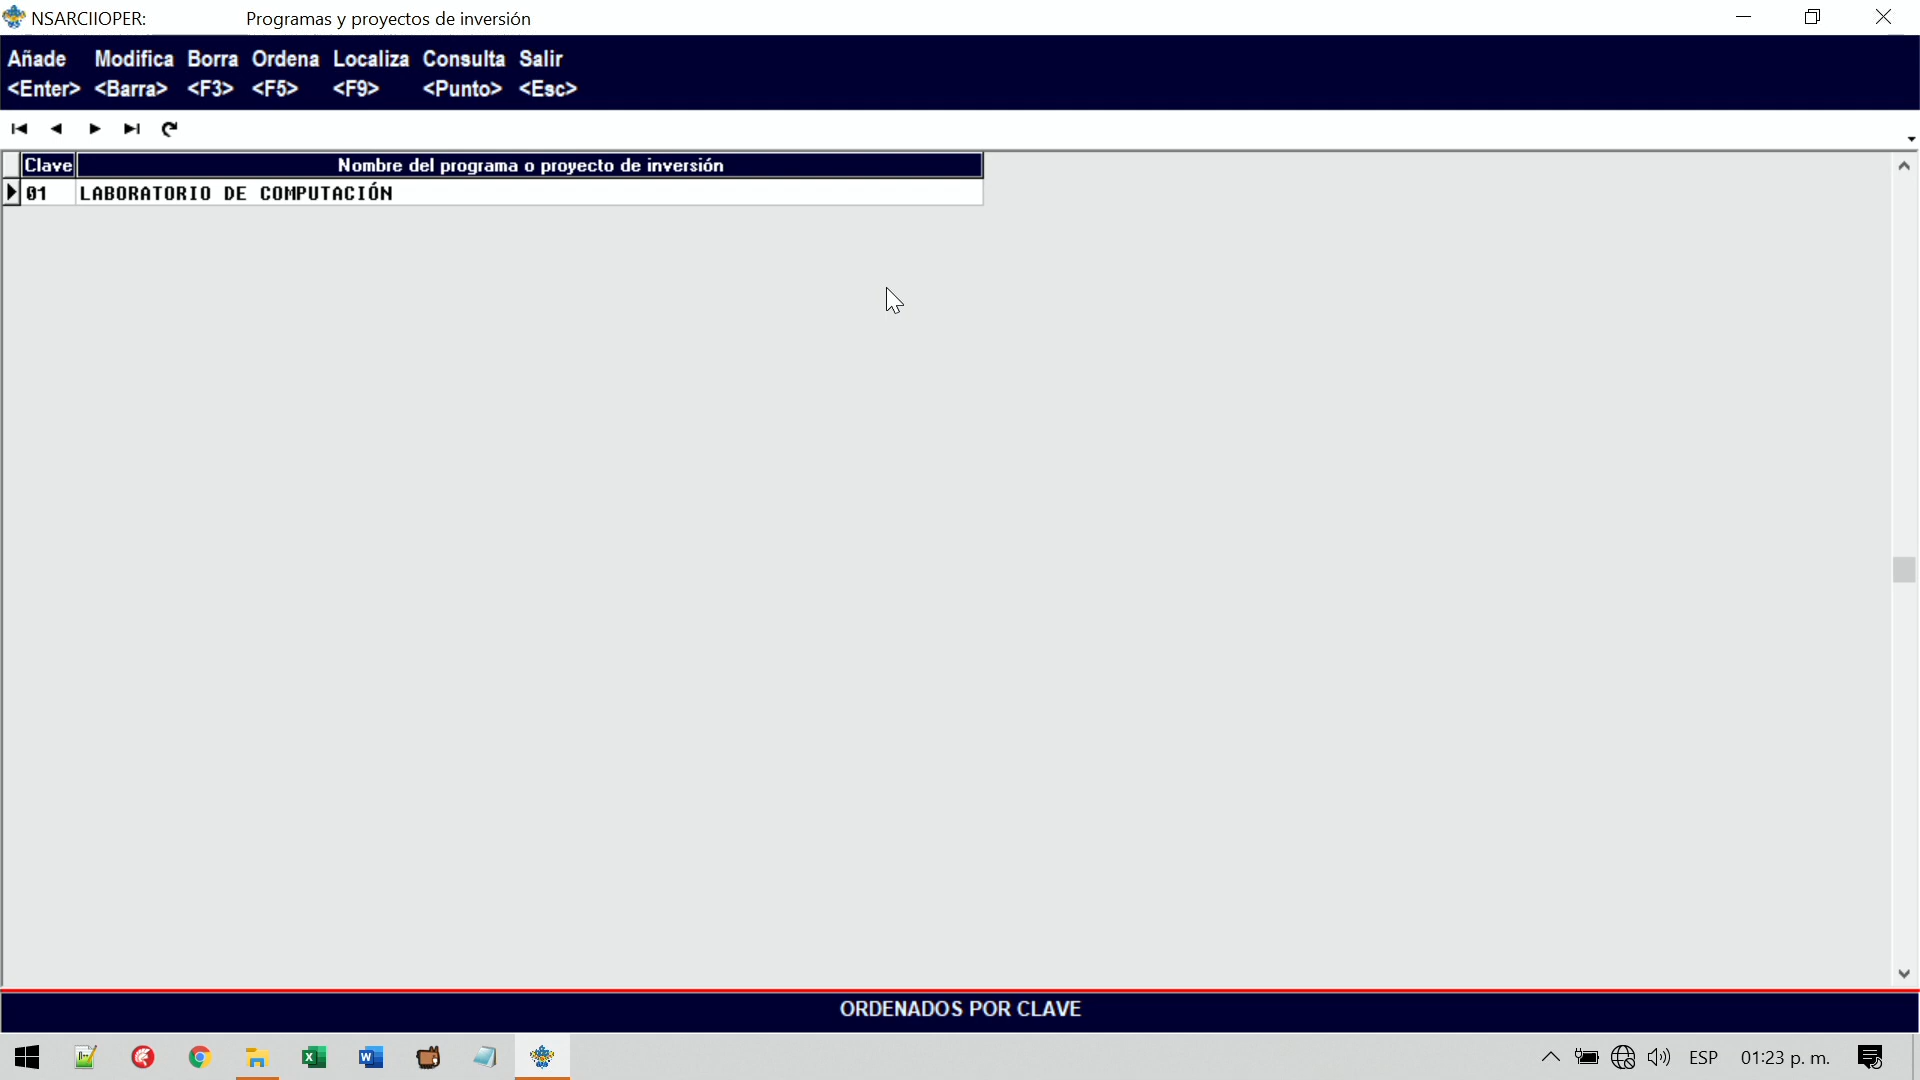 NSARCIIOPER: Programas y proyectos de inversión
Añade Modifica Borra Ordena Localiza Consulta Salir
<Enter> <Barra> <F3> <F5> <F9> <Punto> <Esc>
Clave Nombre del programa o proyecto de inversión
01 LABORATORIO DE COMPUTACIÓN
ORDENADOS POR CLAVE
ESP 01:23 p. m.